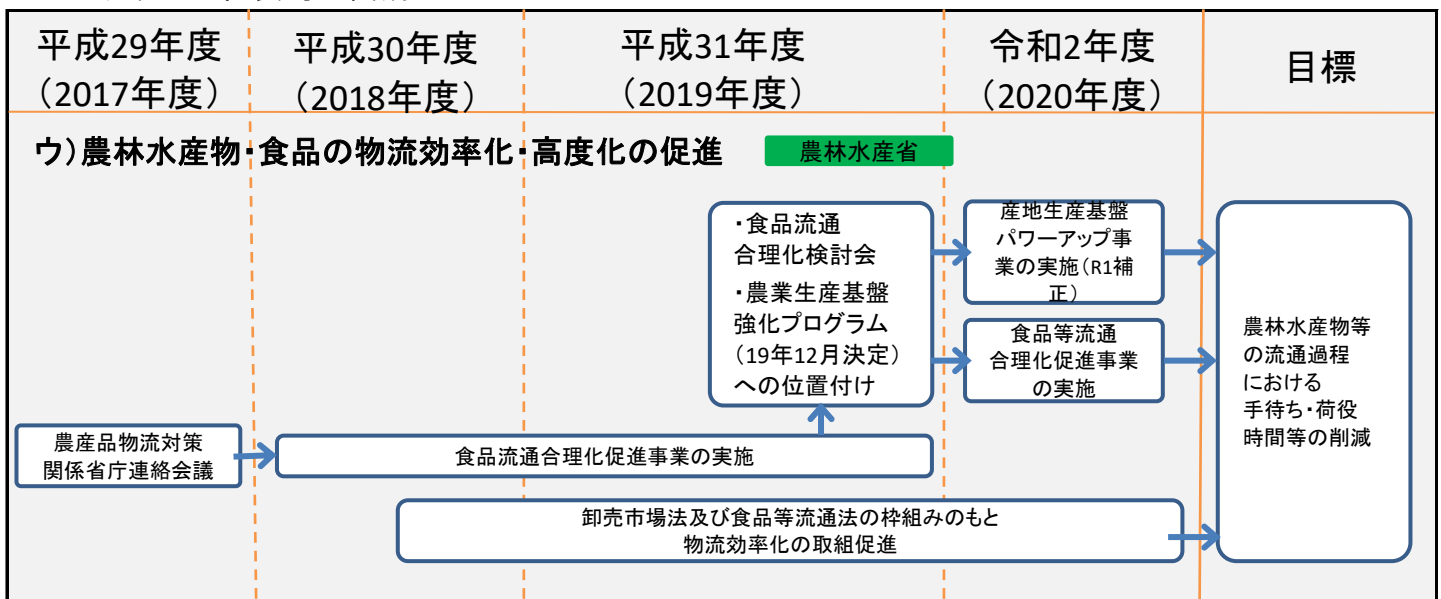 平成29年度
（2017年度）
平成30年度
（2018年度）
平成31年度
（2019年度）
令和2年度
（2020年度）
目標
ウ）農林水産物・食品の物流効率化・高度化の促進
農林水産省
・食品流通
合理化検討会
・農業生産基盤
強化プログラム
（19年12月決定）
への位置付け
産地生産基盤
パワーアップ事
業の実施（R1補
正）
食品等流通
合理化促進事業
の実施
農林水産物等
の流通過程
における
手待ち・荷役
時間等の削減
農産品物流対策
関係省庁連絡会議
食品流通合理化促進事業の実施
卸売市場法及び食品等流通法の枠組みのもと
物流効率化の取組促進